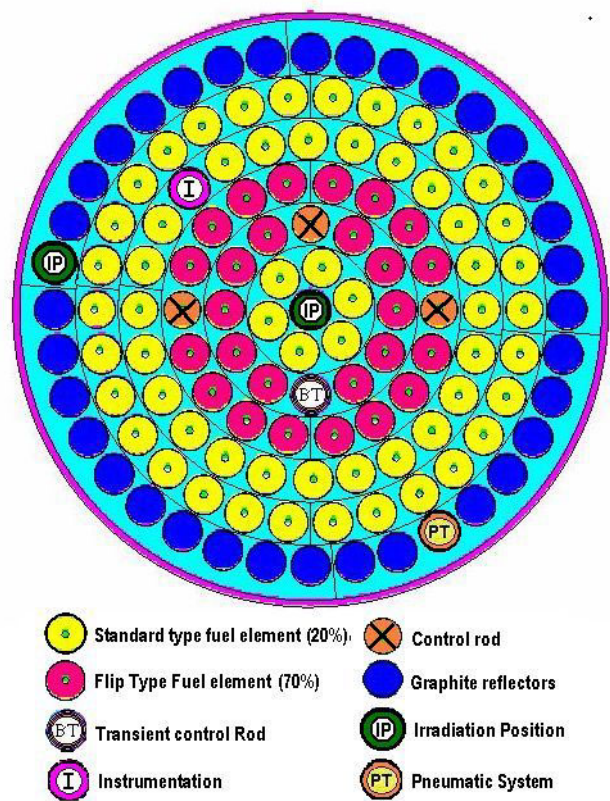 I
IP
IP
BT
PT
Standard type fuel element (20%)
Control rod
Flip Type Fuel element (70%)
Graphite reflectors
BT Transient control Rod
IP Irradiation Position
I Instrumentation
PT Pneumatic System